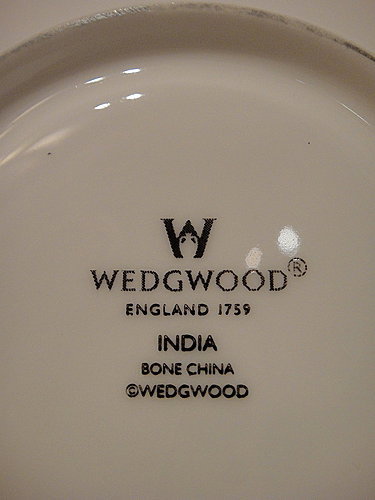 W
WEDGWOOD®
ENGLAND 1759
INDIA
BONE CHINA
©WEDGWOOD